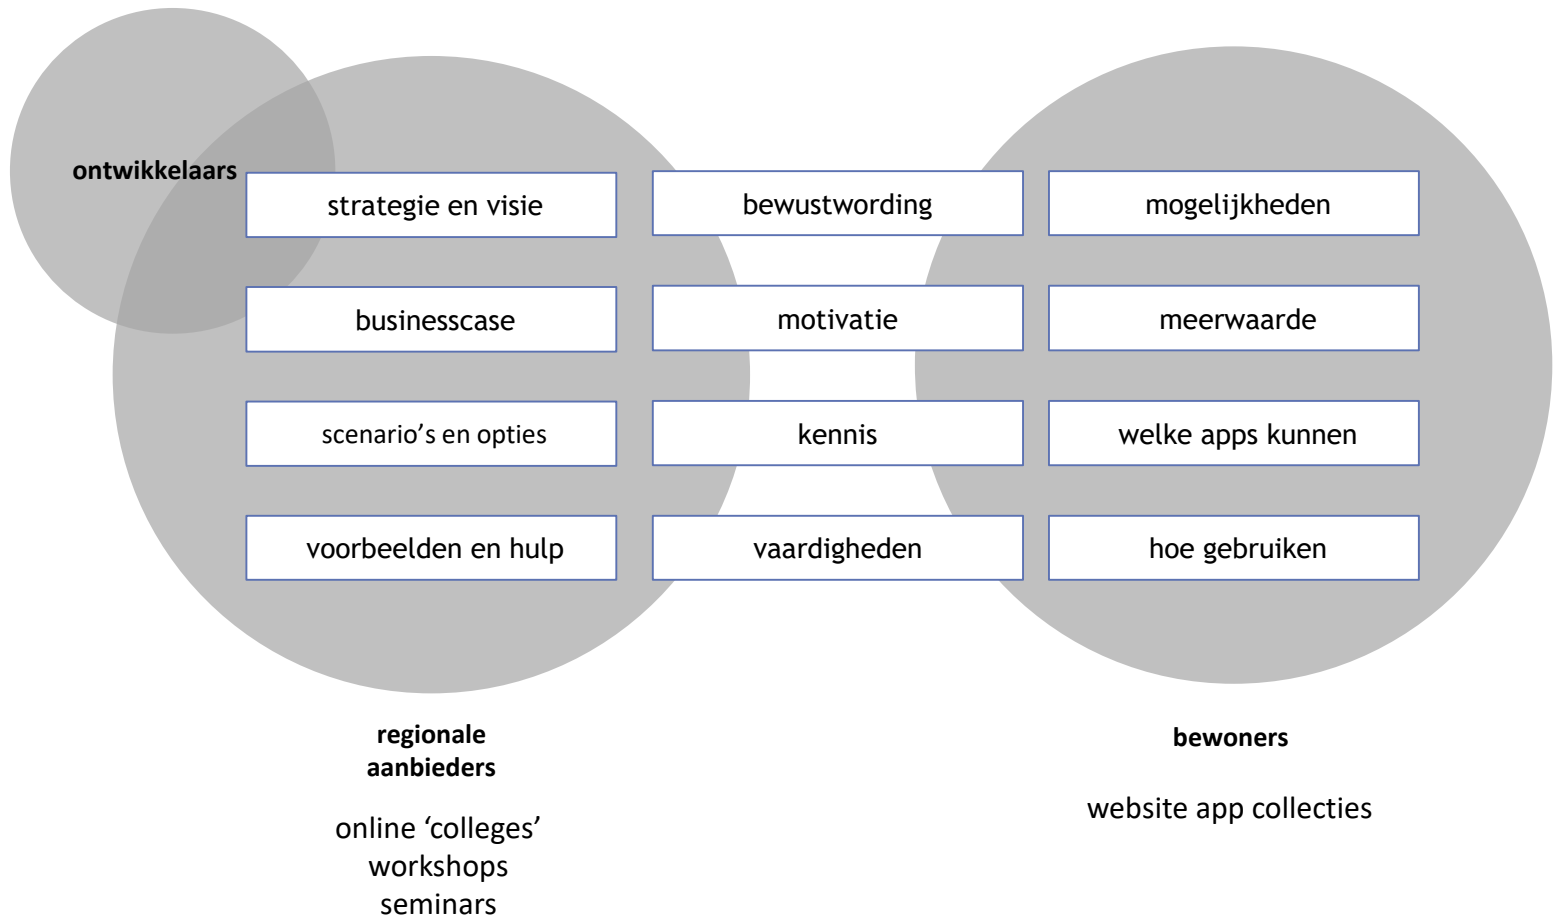 ontwikkelaars
strategie en visie
bewustwording
mogelijkheden
businesscase
motivatie
meerwaarde
scenario’s en opties
kennis
welke apps kunnen
voorbeelden en hulp
vaardigheden
hoe gebruiken
regionale
aanbieders
online ‘colleges’
workshops
seminars
bewoners
website app collecties